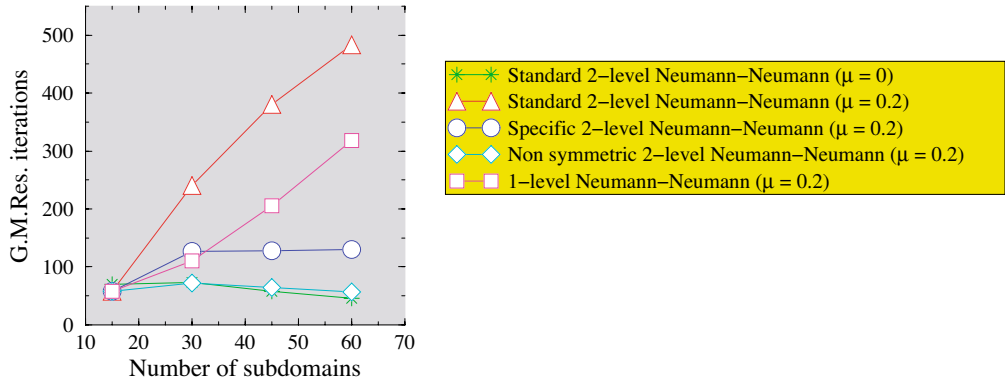 500
400
300
200
100
0
10 20 30 40 50 60 70
G.M.Res. iterations
Number of subdomains
Standard 2−level Neumann−Neumann (μ = 0)
Standard 2−level Neumann−Neumann (μ = 0.2)
Specific 2−level Neumann−Neumann (μ = 0.2)
Non symmetric 2−level Neumann−Neumann (μ = 0.2)
1−level Neumann−Neumann (μ = 0.2)